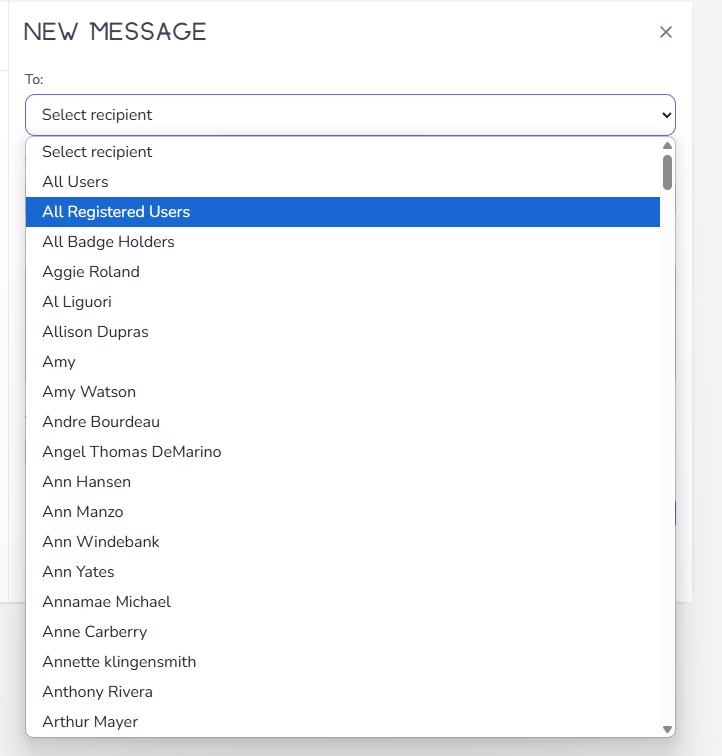 NEW MESSAGE
To:
Select recipient
Select recipient
All Users
All Registered Users
All Badge Holders
Aggie Roland
Al Liguori
Allison Dupras
Amy
Amy Watson
Andre Bourdeau
Angel Thomas DeMarino
Ann Hansen
Ann Manzo
Ann Windebank
Ann Yates
Annamae Michael
Anne Carberry
Annette klingensmith
Anthony Rivera
Arthur Mayer